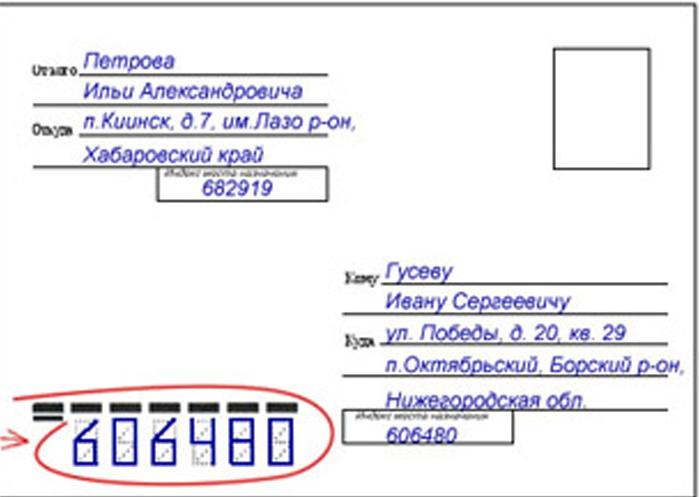 От кого Петрова
Ильи Александровича
Откуда п.Киинск, д.7, им.Лазо р-он,
Хабаровский край
Индекс места назначения
682919
Кому Гусеву
Ивану Сергеевичу
Куда ул. Победы, д. 20, кв. 29
п.Октябрьский, Борский р-он,
Нижегородская обл.
Индекс места назначения
606480
606480